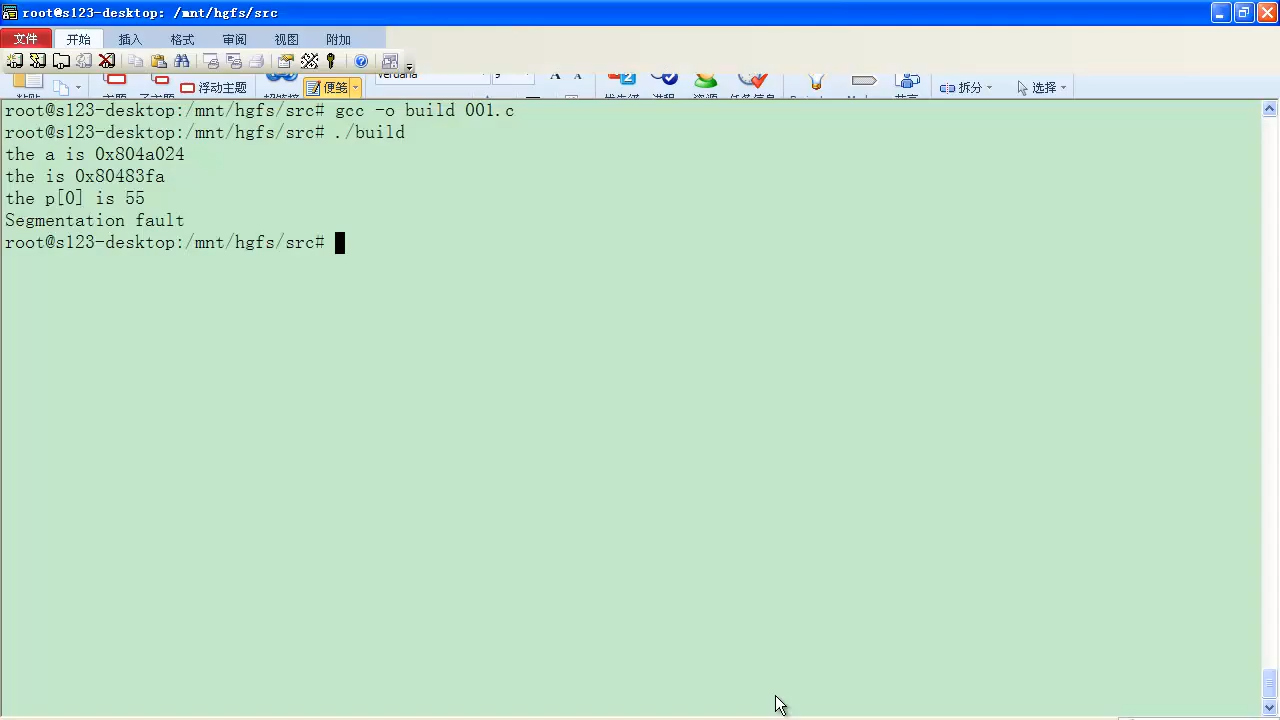 root@s123-desktop: /mnt/hgfs/src
文件 开始 插入 格式 审阅 视图 附加
浮动主题 便笺 拆分 选择
root@s123-desktop:/mnt/hgfs/src# gcc -o build 001.c
root@s123-desktop:/mnt/hgfs/src# ./build
the a is 0x804a024
the is 0x80483fa
the p[0] is 55
Segmentation fault
root@s123-desktop:/mnt/hgfs/src#